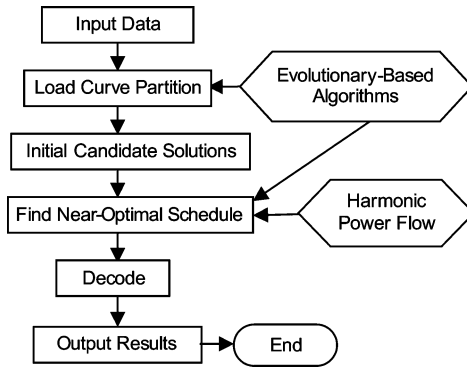 Input Data
Load Curve Partition
Evolutionary-Based
Algorithms
Initial Candidate Solutions
Find Near-Optimal Schedule
Harmonic
Power Flow
Decode
Output Results
End